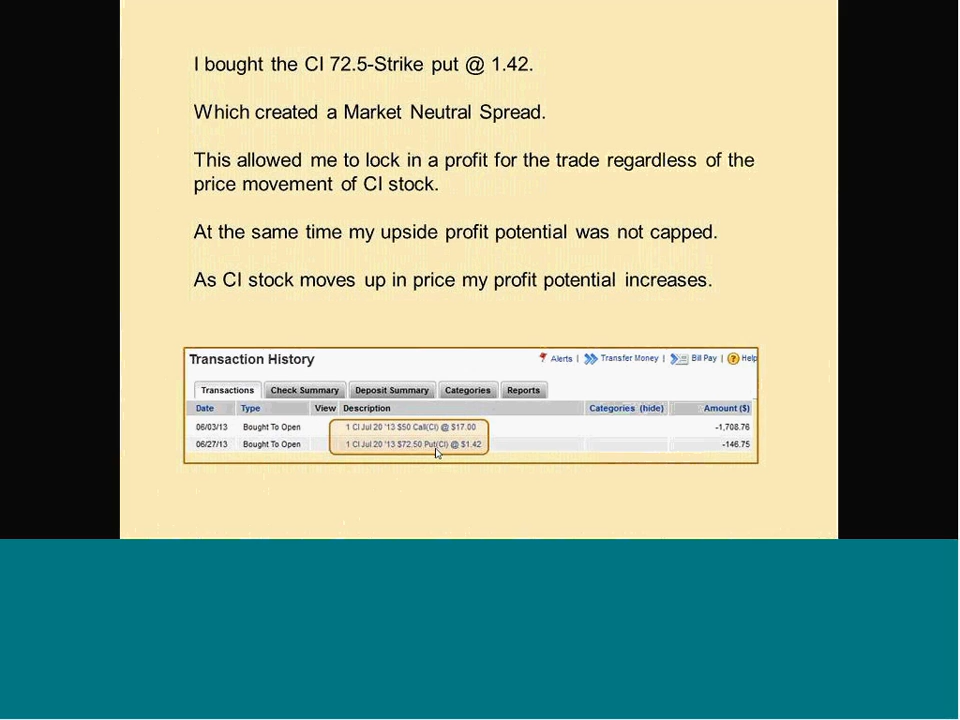 I bought the CI 72.5-Strike put @ 1.42.
Which created a Market Neutral Spread.
This allowed me to lock in a profit for the trade regardless of the
price movement of CI stock.
At the same time my upside profit potential was not capped.
As CI stock moves up in price my profit potential increases.
Transaction History Alerts | Transfer Money | Bill Pay | ? Help
Transactions Check Summary Deposit Summary Categories Reports
Date Type View Description Categories (hide) Amount ($)
06/03/13 Bought To Open 1 CI Jul 20 '13 $50 Call(CI) @ $17.00 -1,708.76
06/27/13 Bought To Open 1 CI Jul 20 '13 $72.50 Put(CI) @ $1.42 -146.75